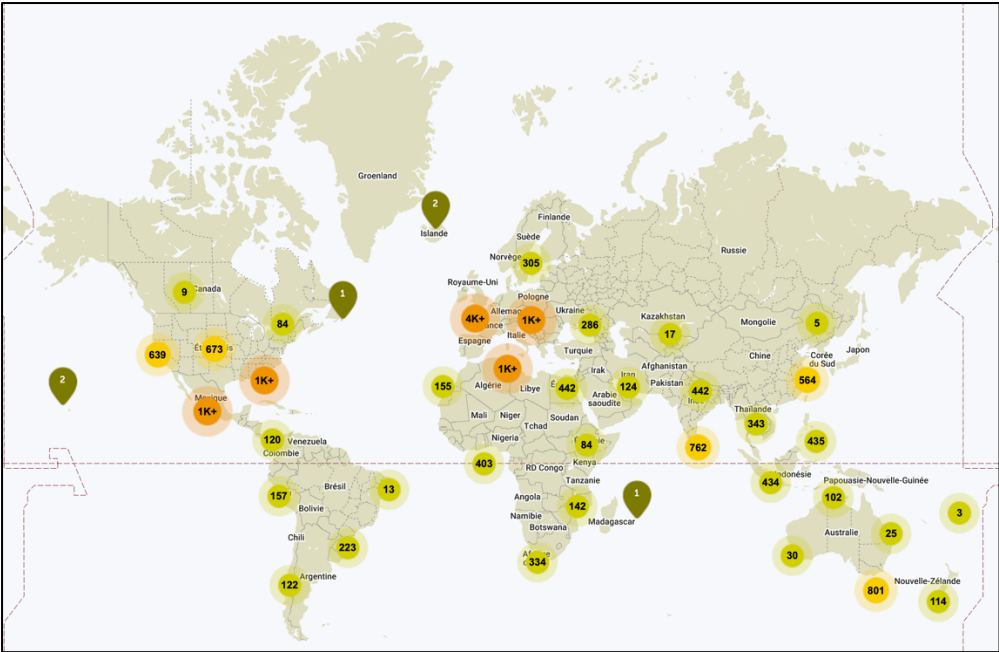 Groenland
2
Islande
Finlande
Suède
Norvège
305
Russie
Royaume-Uni
9
Canada
1
Pologne
4K+
1K+
Ukraine
286
Kazakhstan
17
Mongolie
5
84
Italie
Espagne
639
673
Turquie
Chine
Corée
du Sud
Japon
2
1K+
1K+
155
Algérie
Libye
442
Irak
Afghanistan
Pakistan
124
Arabie
saoudite
442
564
Mexique
1K+
Mali
Niger
Tchad
Soudan
Thaïlande
343
435
120
Venezuela
Colombie
Nigeria
84
Kenya
762
403
RD Congo
Tanzanie
434
Indonésie
Papouasie-Nouvelle-Guinée
157
Brésil
13
Bolivie
Angola
142
1
Madagascar
102
3
Namibie
Botswana
Australie
25
Chili
223
334
30
122
Argentine
801
Nouvelle-Zélande
114